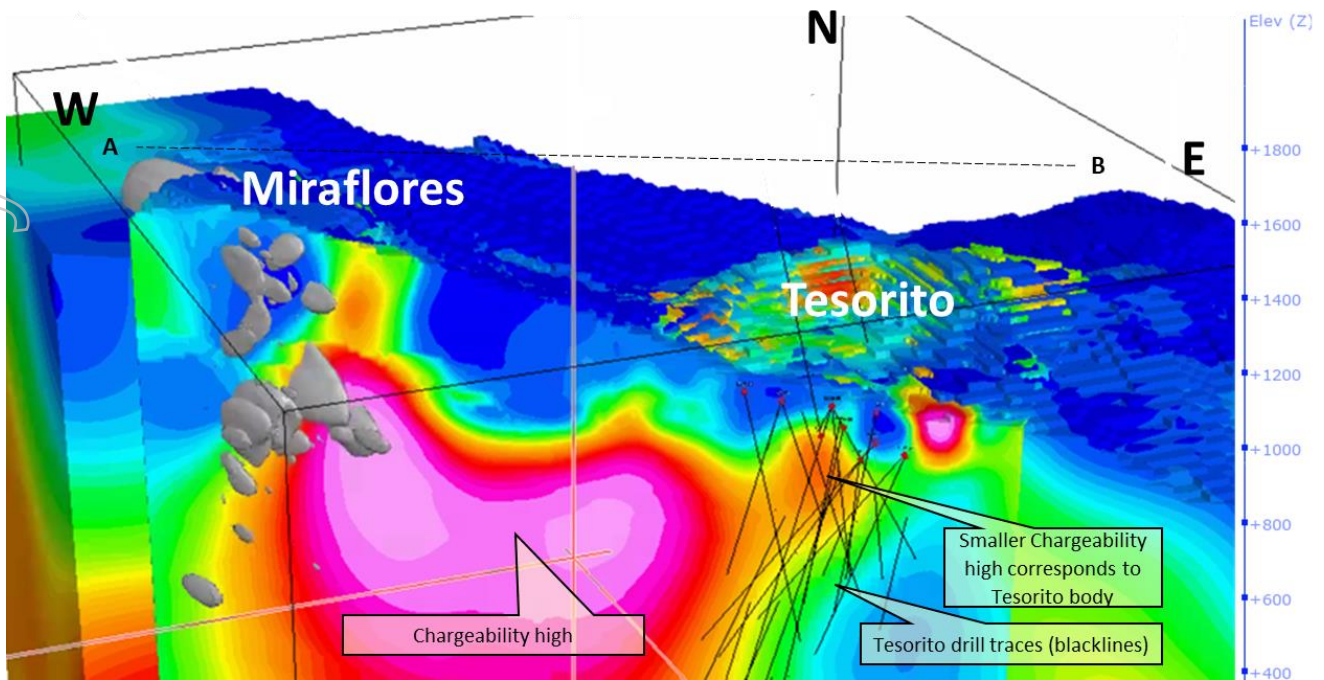 N
Elev (Z)
W
A
B
E
+1800
Miraflores
+1600
Tesorito
+1400
+1200
+1000
+800
Smaller Chargeability
high corresponds to
Tesorito body
+600
Chargeability high
Tesorito drill traces (blacklines)
+400